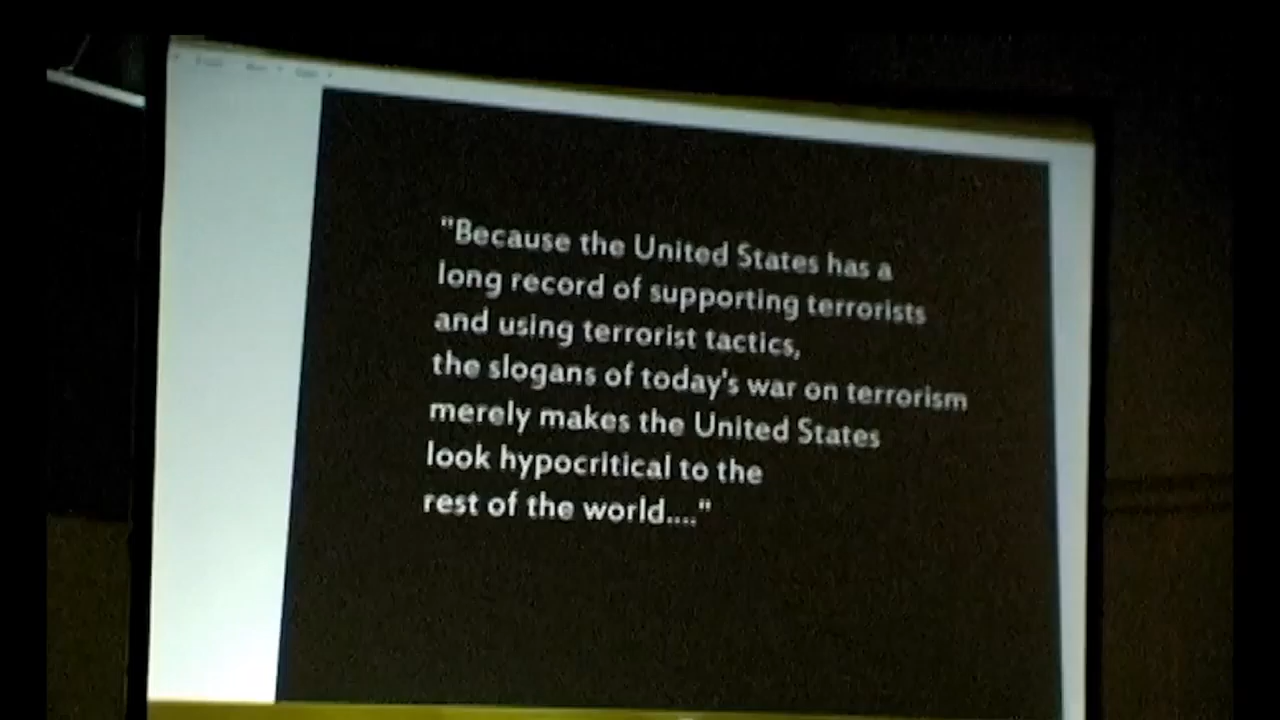 "Because the United States has a
long record of supporting terrorists
and using terrorist tactics,
the slogans of today's war on terrorism
merely makes the United States
look hypocritical to the
rest of the world...."